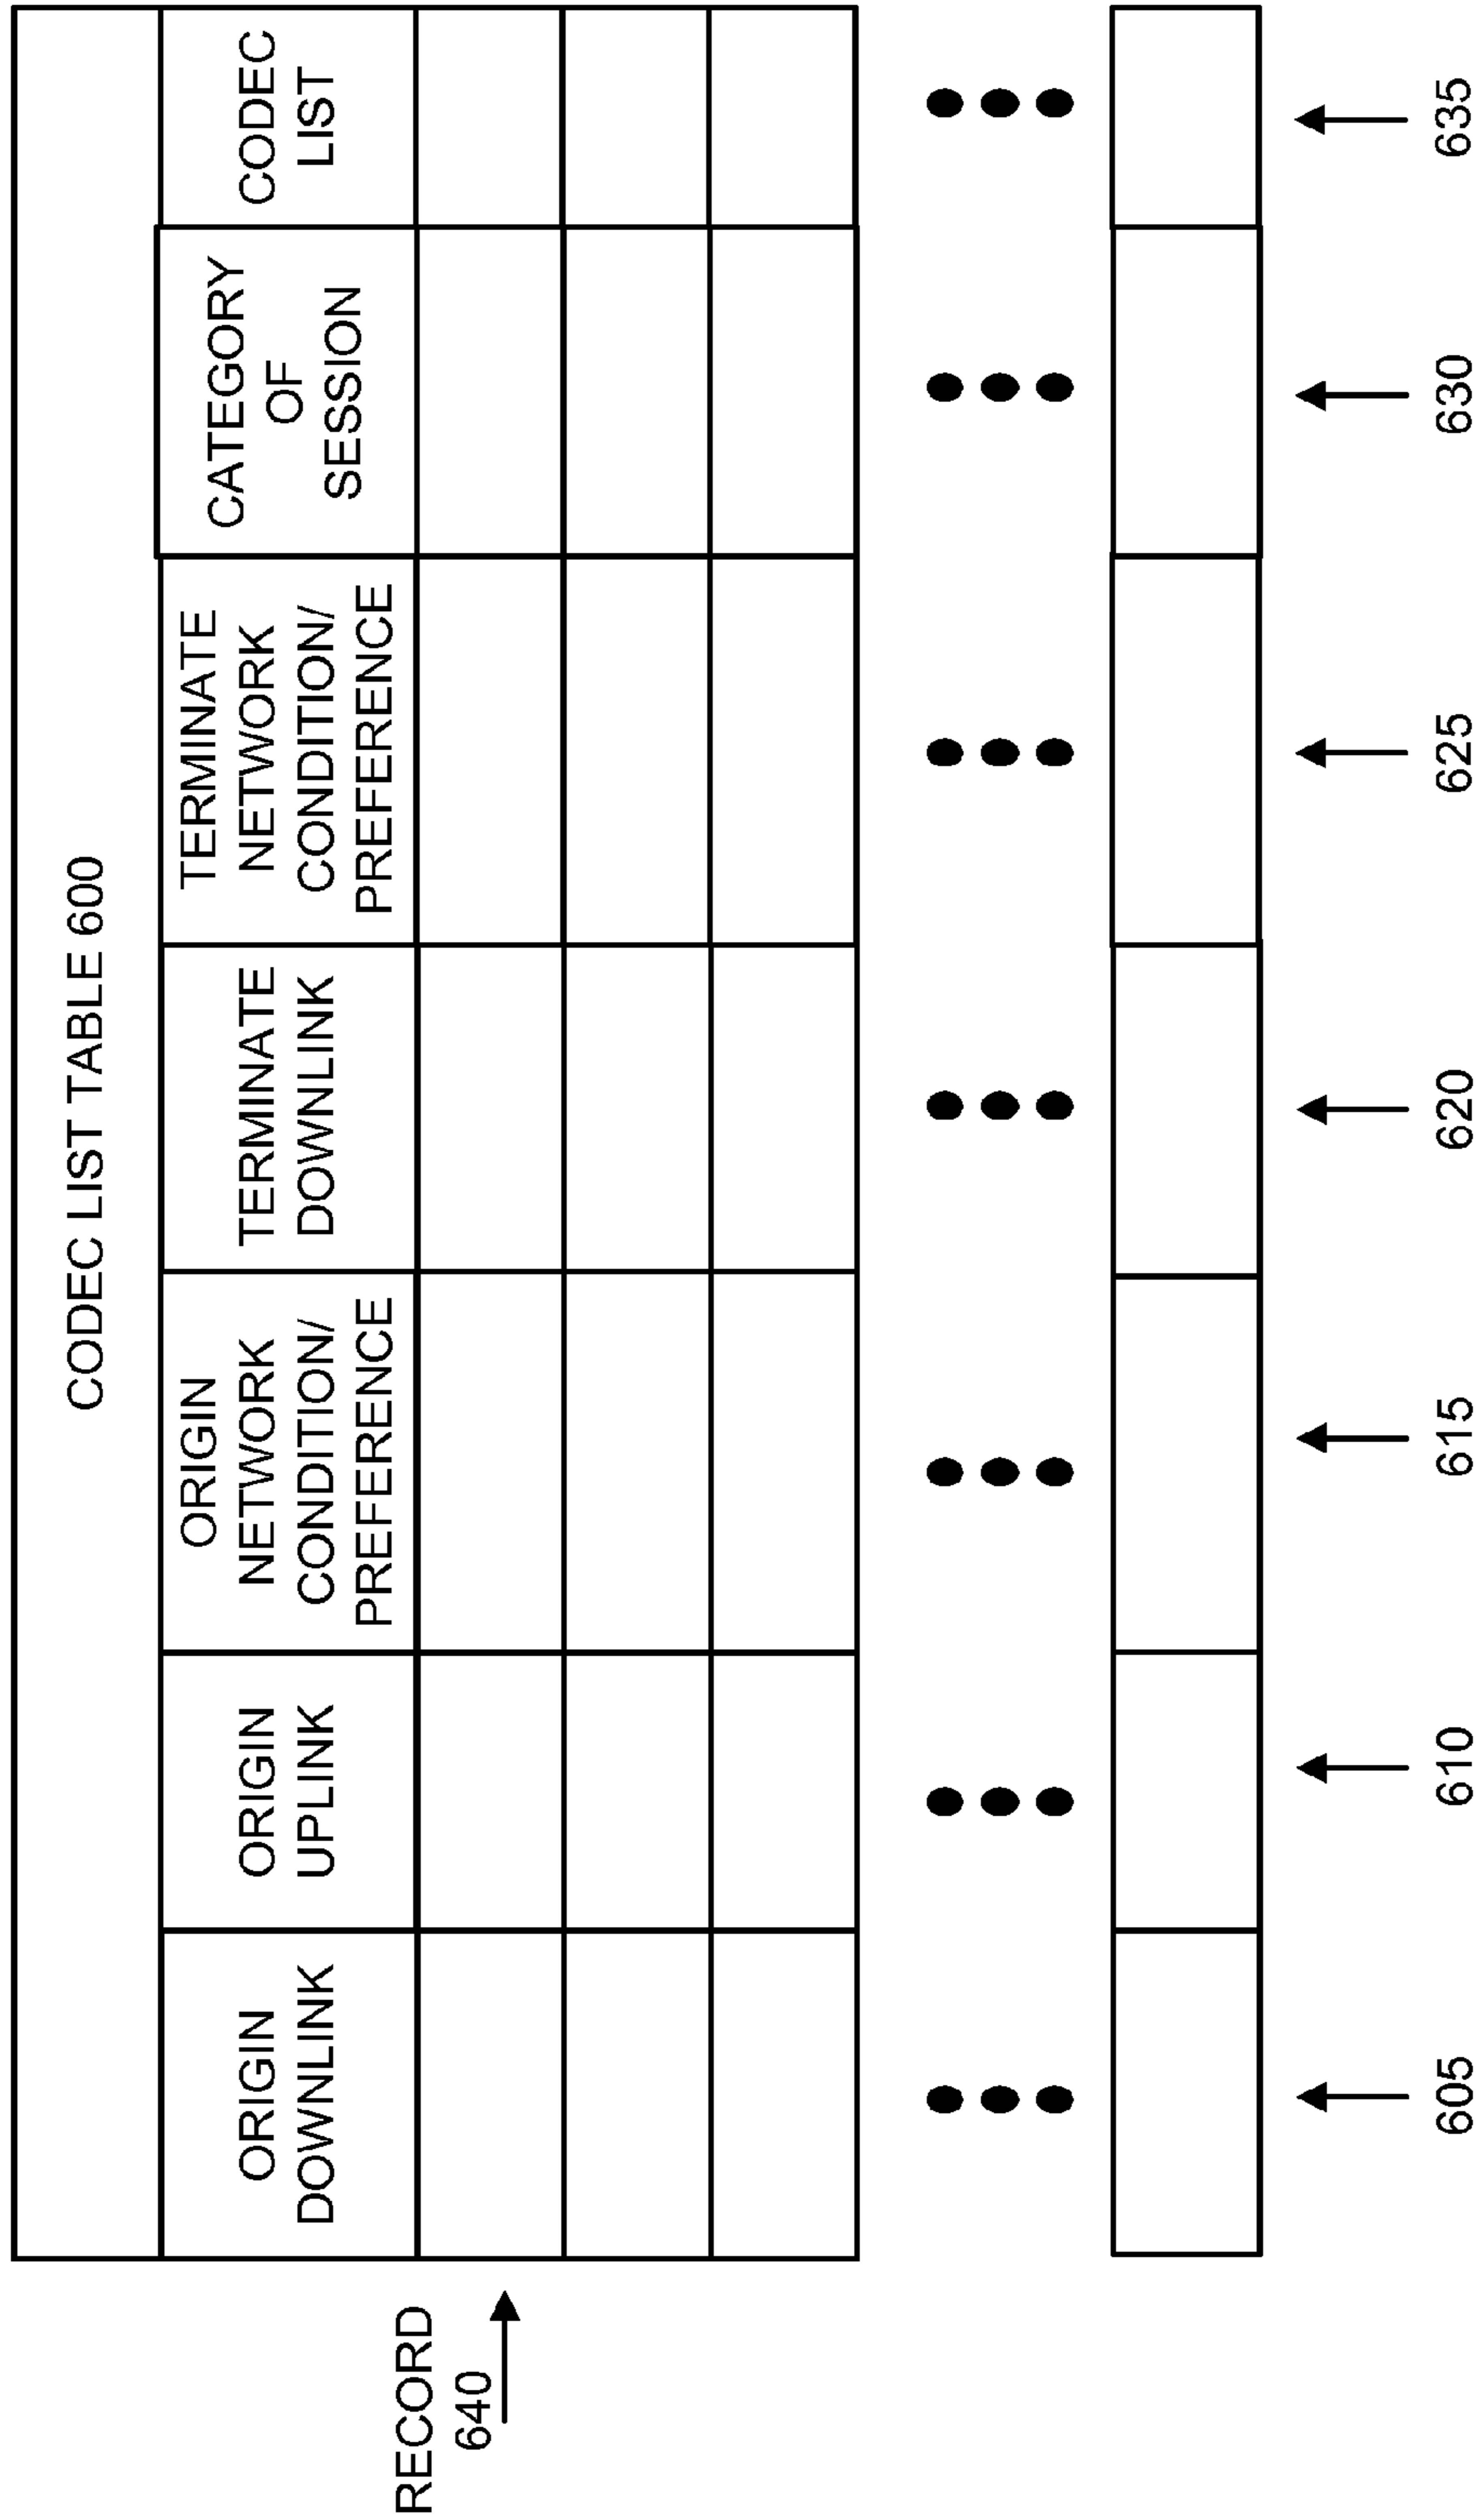 CODEC LIST TABLE 600
ORIGIN
DOWNLINK
ORIGIN
UPLINK
ORIGIN
NETWORK
CONDITION/
PREFERENCE
TERMINATE
DOWNLINK
TERMINATE
NETWORK
CONDITION/
PREFERENCE
CATEGORY
OF
SESSION
CODEC
LIST
RECORD
640
605
610
615
620
625
630
635